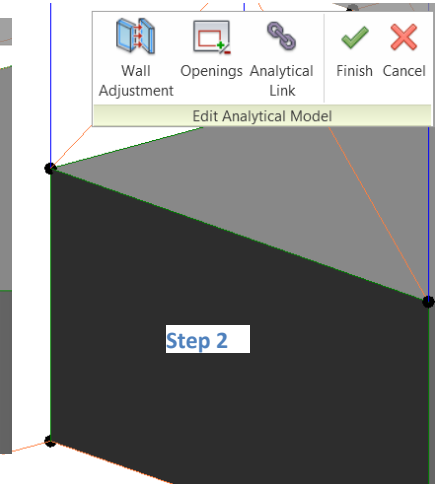 Wall Adjustment
Openings
Analytical Link
Finish
Cancel
Edit Analytical Model
Step 2